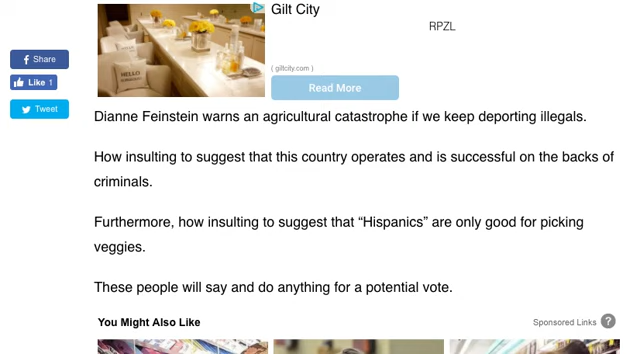 Gilt City
RPZL
( giltcity.com )
Read More
Share
Like 1
Tweet
HELLO
HELLO
Dianne Feinstein warns an agricultural catastrophe if we keep deporting illegals.
How insulting to suggest that this country operates and is successful on the backs of
criminals.
Furthermore, how insulting to suggest that “Hispanics” are only good for picking
veggies.
These people will say and do anything for a potential vote.
You Might Also Like
Sponsored Links ?